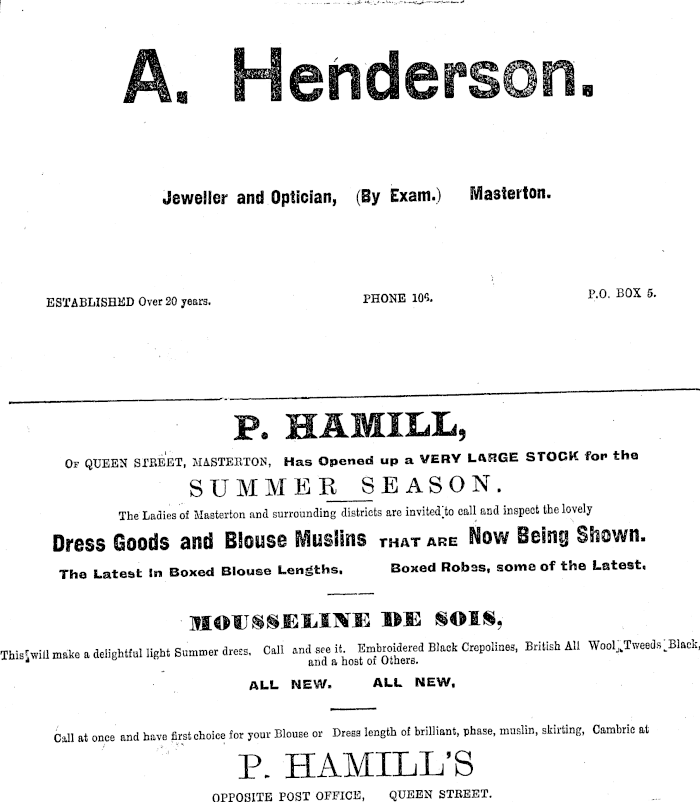 A. Henderson.
Jeweller and Optician, (By Exam.) Masterton.
ESTABLISHED Over 20 years. PHONE 106. P.O. BOX 5.
P. HAMILL,
OF QUEEN STREET, MASTERTON, Has Opened up a VERY LARGE STOCK for the
SUMMER SEASON.
The Ladies of Masterton and surrounding districts are invited to call and inspect the lovely
Dress Goods and Blouse Muslins THAT ARE Now Being Shown.
The Latest in Boxed Blouse Lengths. Boxed Robes, some of the Latest.
MOUSSELINE DE SOIS,
This will make a delightful light Summer dress. Call and see it. Embroidered Black Crepolines, British All Wool Tweeds Black,
and a host of Others.
ALL NEW. ALL NEW.
Call at once and have first choice for your Blouse or Dress length of brilliant, phase, muslin, skirting, Cambric at
P. HAMILL'S
OPPOSITE POST OFFICE, QUEEN STREET.